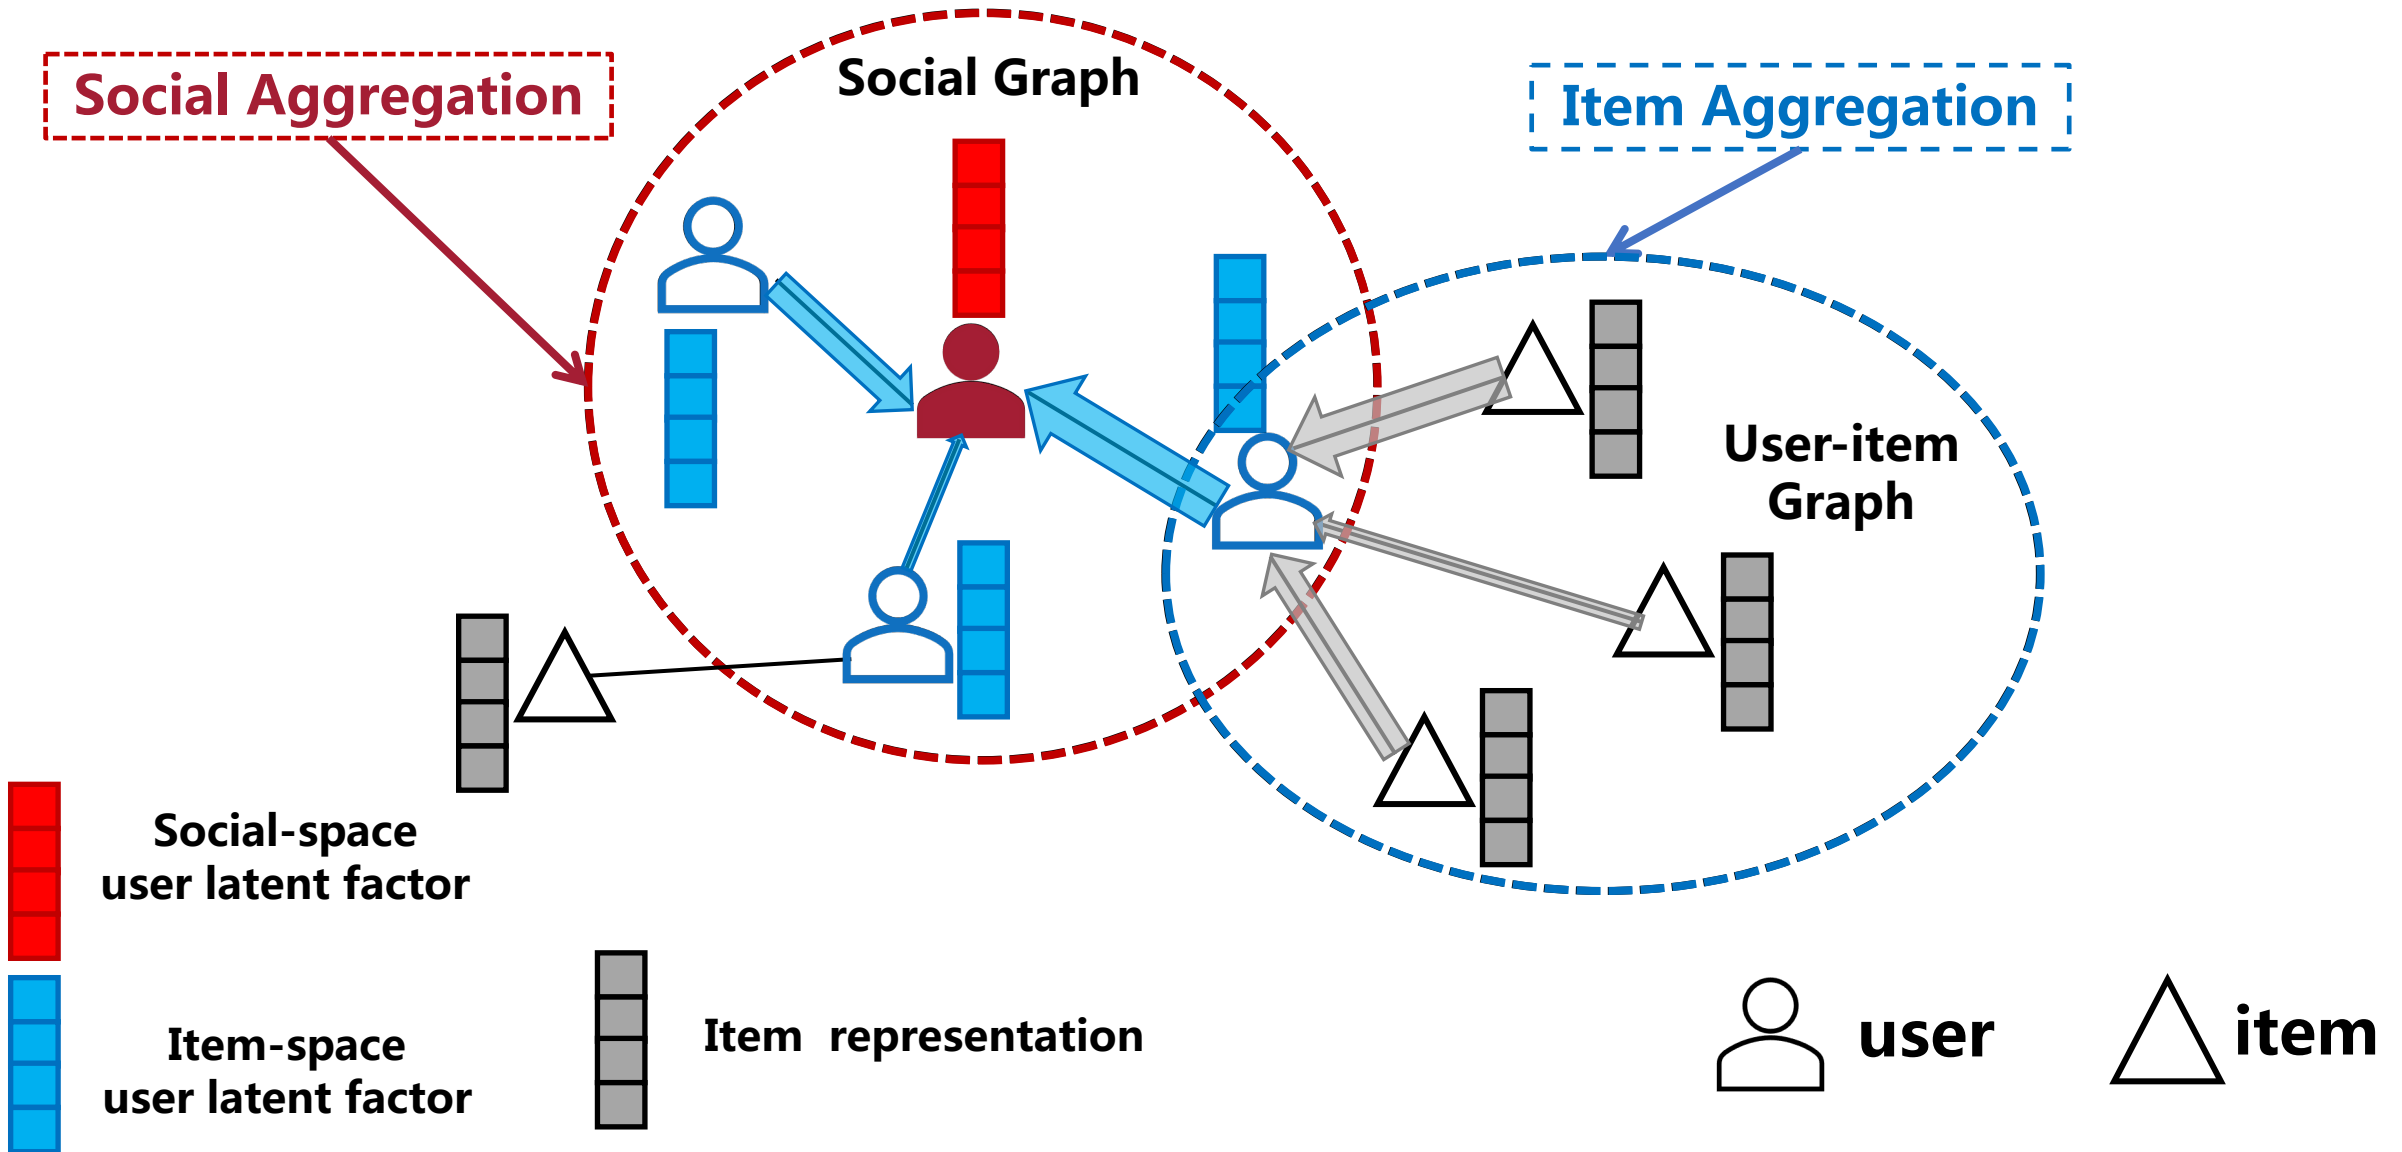 Social Graph
Social Aggregation
Item Aggregation
User-item
Graph
Social-space
user latent factor
Item-space
user latent factor
Item representation
user
item